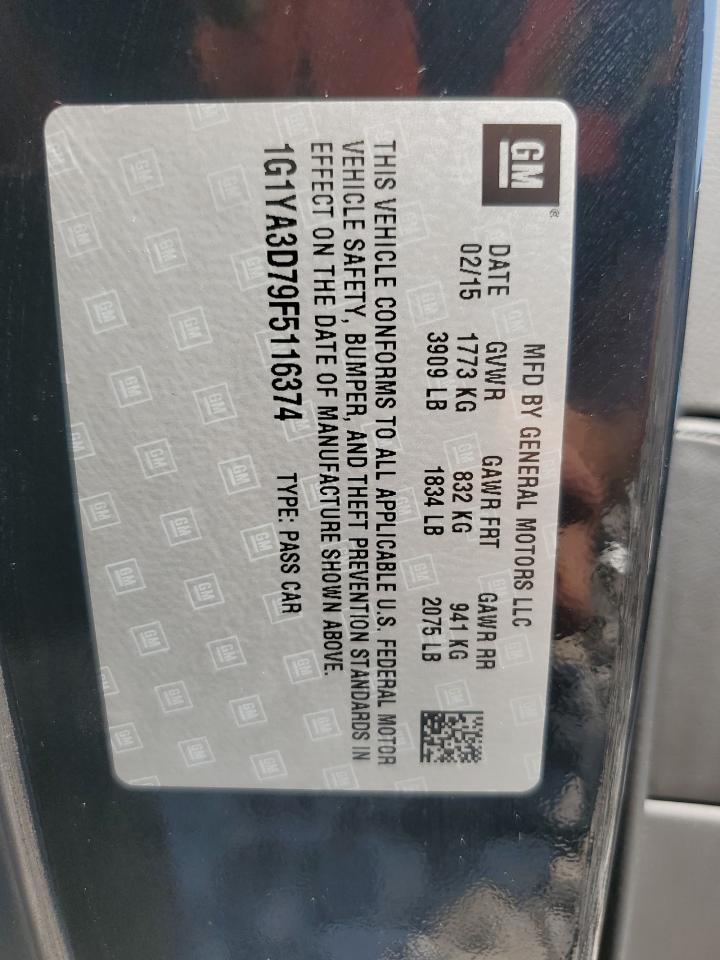 GM
MFD BY GENERAL MOTORS LLC
DATE GVWR GAWR FRT GAWR RR
02/15 1773 KG 832 KG 941 KG
3909 LB 1834 LB 2075 LB
THIS VEHICLE CONFORMS TO ALL APPLICABLE U.S. FEDERAL MOTOR
VEHICLE SAFETY, BUMPER, AND THEFT PREVENTION STANDARDS IN
EFFECT ON THE DATE OF MANUFACTURE SHOWN ABOVE.
1G1YA3D79F5116374 TYPE: PASS CAR